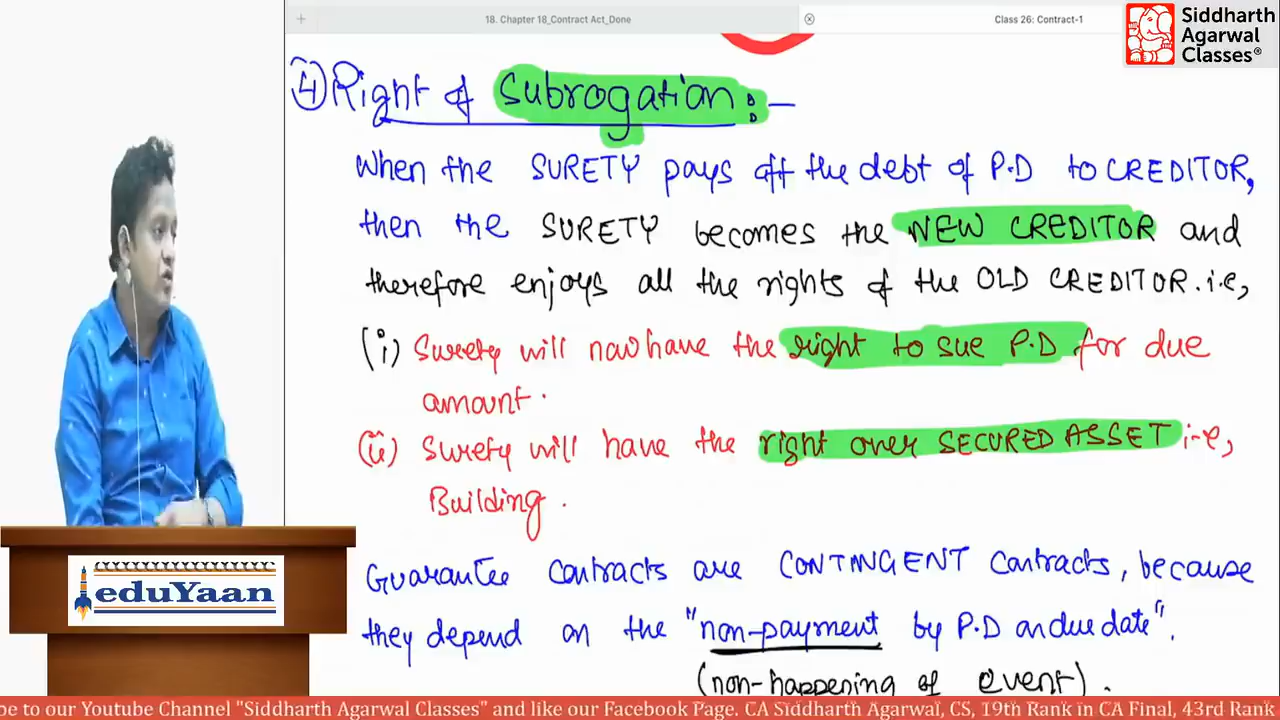 18. Chapter 18_Contract Act_Done
Class 26: Contract-1
Siddharth
Agarwal
Classes®
④ Right of Subrogation :-
When the SURETY pays off the debt of P.D to CREDITOR,
then the SURETY becomes the NEW CREDITOR and
therefore enjoys all the rights of the OLD CREDITOR. i.e,
(i) Surety will now have the right to sue P.D for due
amount.
(ii) Surety will have the right over SECURED ASSET i.e,
Building.
Guarantee contracts are CONTINGENT contracts, because
they depend on the "non-payment by P.D on due date".
(non-happening of event).
eduYaan
be to our Youtube Channel "Siddharth Agarwal Classes" and like our Facebook Page. CA Siddharth Agarwal, CS, 19th Rank in CA Final, 43rd Rank